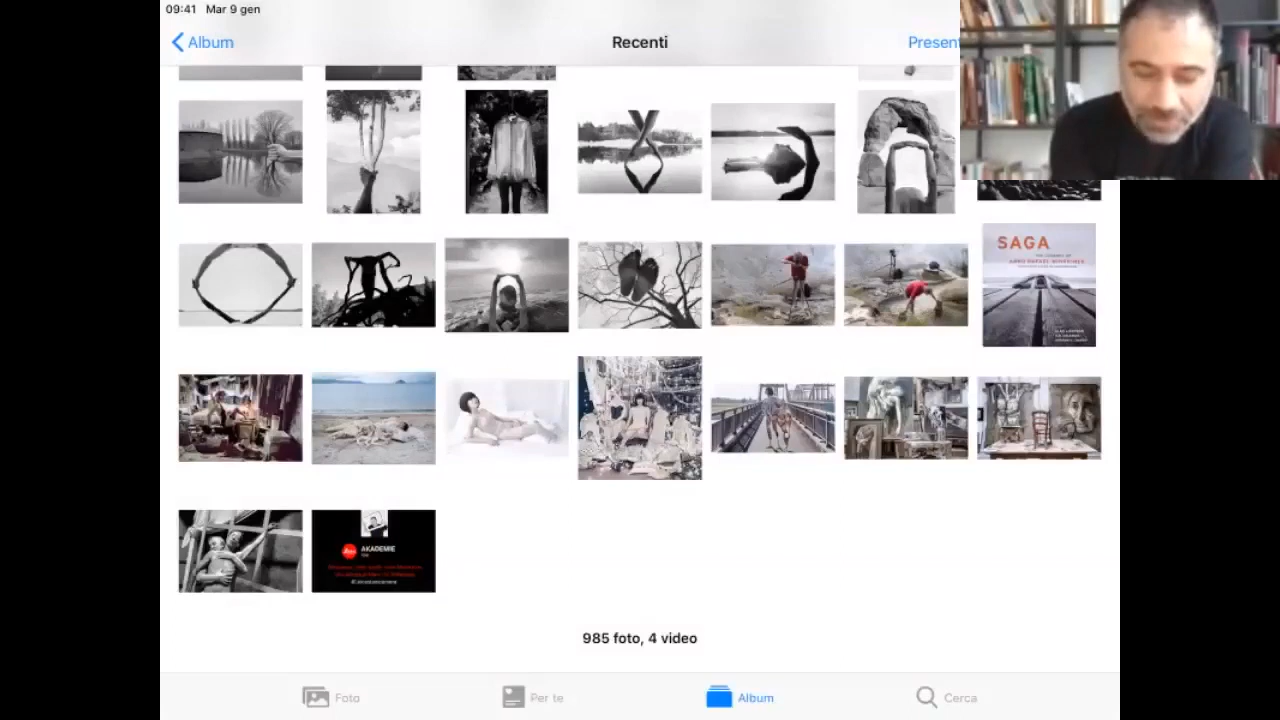 09:41 Mar 9 gen
Album
Recenti
Present
SAGA
AKADEMIE
985 foto, 4 video
Foto
Per te
Album
Cerca